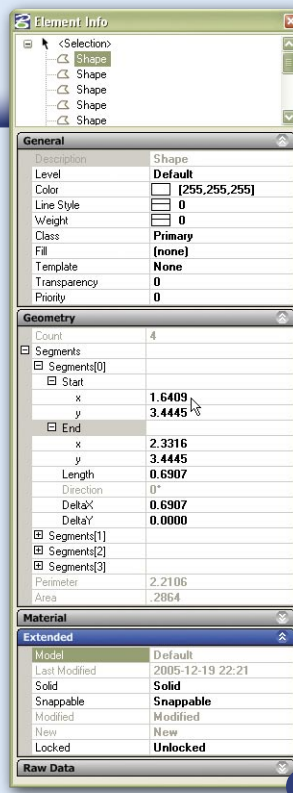 Element Info
<Selection>
Shape
Shape
Shape
Shape
Shape
General
Description Shape
Level Default
Color [255,255,255]
Line Style 0
Weight 0
Class Primary
Fill (none)
Template None
Transparency 0
Priority 0
Geometry
Count 4
Segments
Segments[0]
Start
x 1.6409
y 3.4445
End
x 2.3316
y 3.4445
Length 0.6907
Direction 0°
DeltaX 0.6907
DeltaY 0.0000
Segments[1]
Segments[2]
Segments[3]
Perimeter 2.2106
Area .2864
Material
Extended
Model Default
Last Modified 2005-12-19 22:21
Solid Solid
Snappable Snappable
Modified Modified
New New
Locked Unlocked
Raw Data